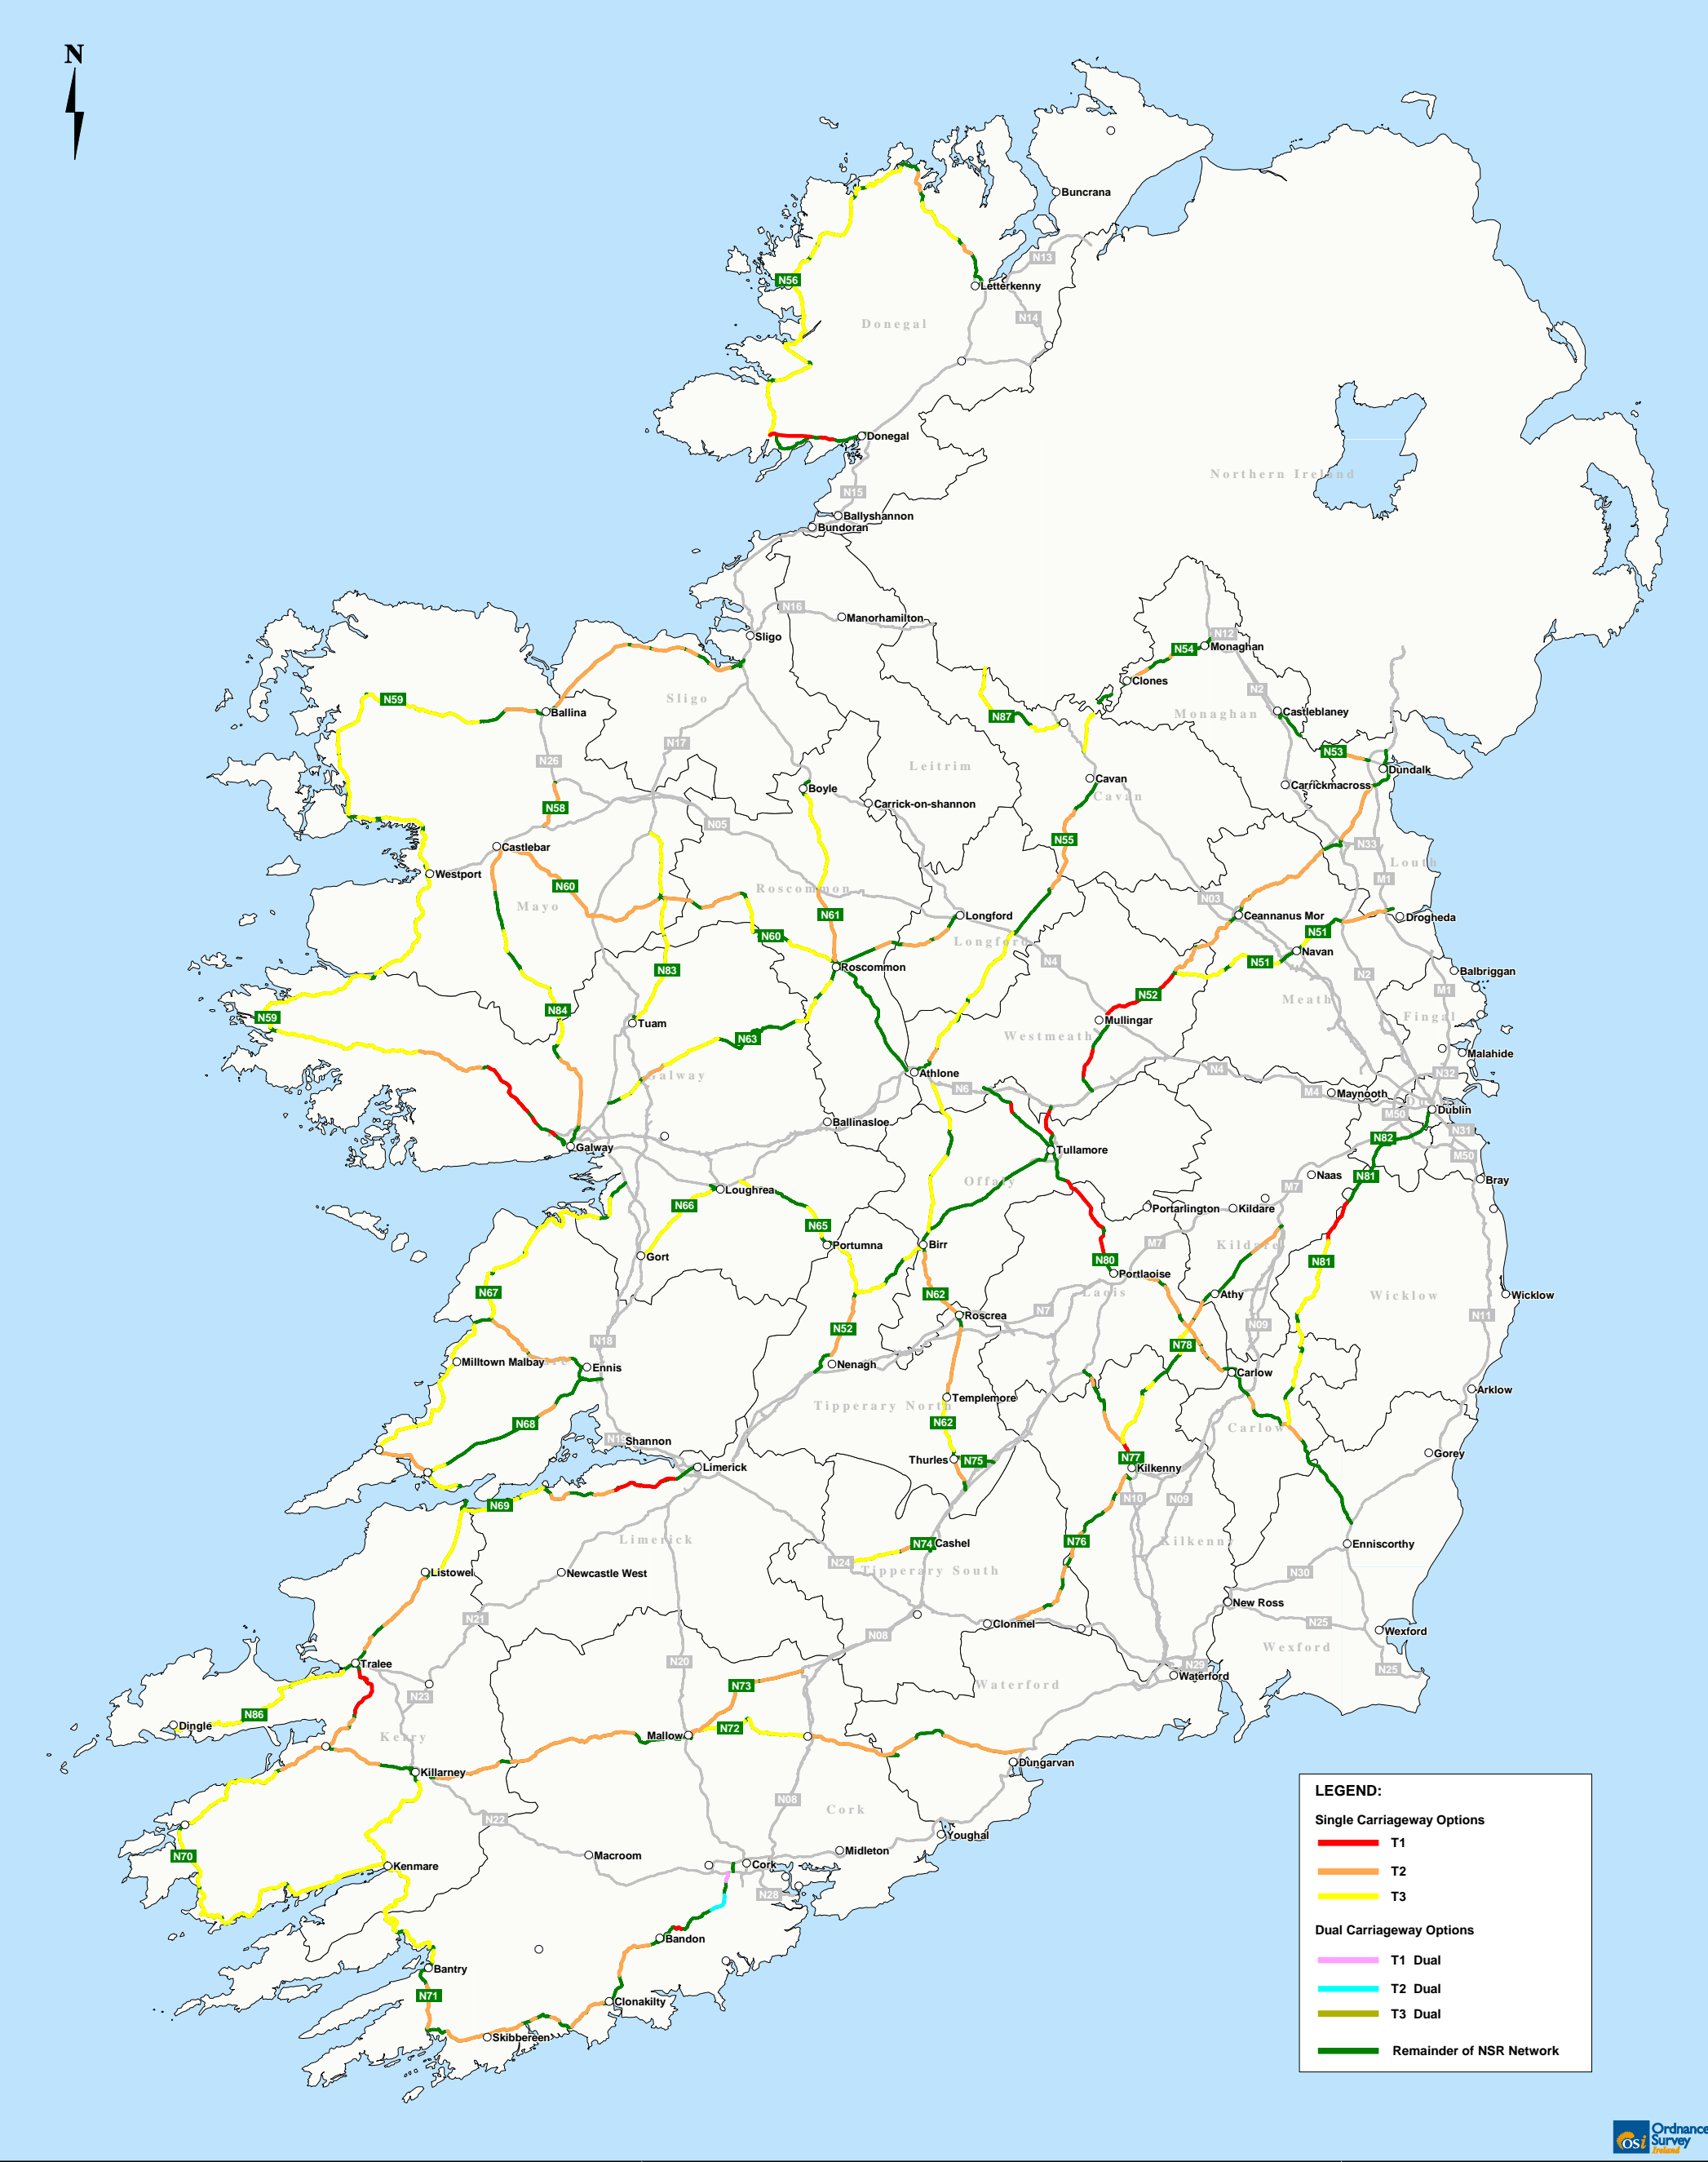 N
Buncrana
N13
N56
Letterkenny
N14
Donegal
Donegal
Northern Ireland
N15
Ballyshannon
Bundoran
N16
Manorhamilton
Sligo
N12
N54
Monaghan
Clones
N2
Sligo
N59
Ballina
N87
Monaghan
Castleblaney
N17
N53
N26
Leitrim
Dundalk
Cavan
Carrickmacross
Boyle
Cavan
N58
Carrick-on-shannon
N05
N55
N33
Castlebar
Louth
Westport
M1
N60
Roscommon
N03
Mayo
N61
Longford
Ceannanus Mor
Drogheda
N60
Longford
N51
Navan
N51
N4
Roscommon
N83
Balbriggan
N2
M1
N52
Meath
N84
N59
Tuam
Mullingar
Fingal
N63
Westmeath
Malahide
N4
Galway
Athlone
N32
N6
M4
Maynooth
Dublin
M50
Ballinasloe
N31
N82
Galway
Tullamore
M50
Naas
N81
Offaly
Bray
Loughrea
M7
N66
Portarlington
Kildare
N65
Portumna
Birr
M7
Kildare
Gort
N80
N81
Portlaoise
N67
N62
Laois
Athy
Wicklow
Wicklow
N7
Roscrea
N11
N52
N09
N18
N78
Milltown Malbay
Ennis
Nenagh
Carlow
Arklow
Templemore
Tipperary North
N68
N62
Carlow
N19
Shannon
Gorey
Thurles
N75
N77
Limerick
Kilkenny
N10
N09
N69
Limerick
N74
Cashel
N76
Kilkenny
Enniscorthy
N24
Tipperary South
Listowel
Newcastle West
N30
New Ross
N21
Clonmel
N25
Wexford
N08
Wexford
Tralee
N20
N29
Waterford
N25
N73
Waterford
N23
N86
Dingle
N72
Mallow
Kerry
Dungarvan
Killarney
LEGEND:
N08
Cork
Single Carriageway Options
N22
Youghal
T1
N70
Macroom
Midleton
Kenmare
Cork
T2
N28
T3
Bandon
Dual Carriageway Options
Bantry
T1 Dual
N71
Clonakilty
T2 Dual
T3 Dual
Skibbereen
Remainder of NSR Network
osi
Ordnance
Survey
Ireland